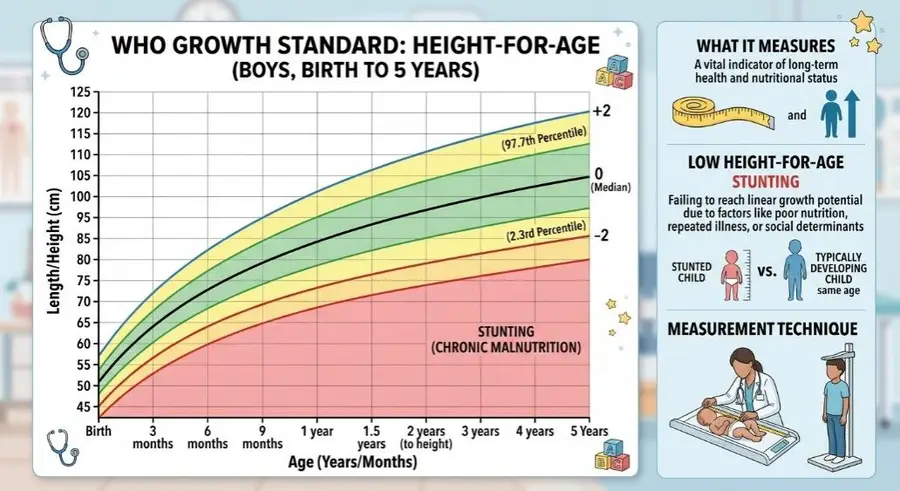 WHO GROWTH STANDARD: HEIGHT-FOR-AGE
(BOYS, BIRTH TO 5 YEARS)
A B C
Length/Height (cm)
125
120
115
110
105
100
95
90
85
80
75
70
65
60
55
50
45
+2
(97.7th Percentile)
0
(Median)
(2.3rd Percentile)
-2
STUNTING
(CHRONIC MALNUTRITION)
Birth
3 months
6 months
9 months
1 year
1.5 years
2 years (to height)
3 years
4 years
5 Years
Age (Years/Months)
A B C
WHAT IT MEASURES
A vital indicator of long-term
health and nutritional status
and
LOW HEIGHT-FOR-AGE
STUNTING
Failing to reach linear growth potential
due to factors like poor nutrition,
repeated illness, or social determinants
STUNTED
CHILD
VS.
TYPICALLY
DEVELOPING
CHILD
same age
MEASUREMENT TECHNIQUE